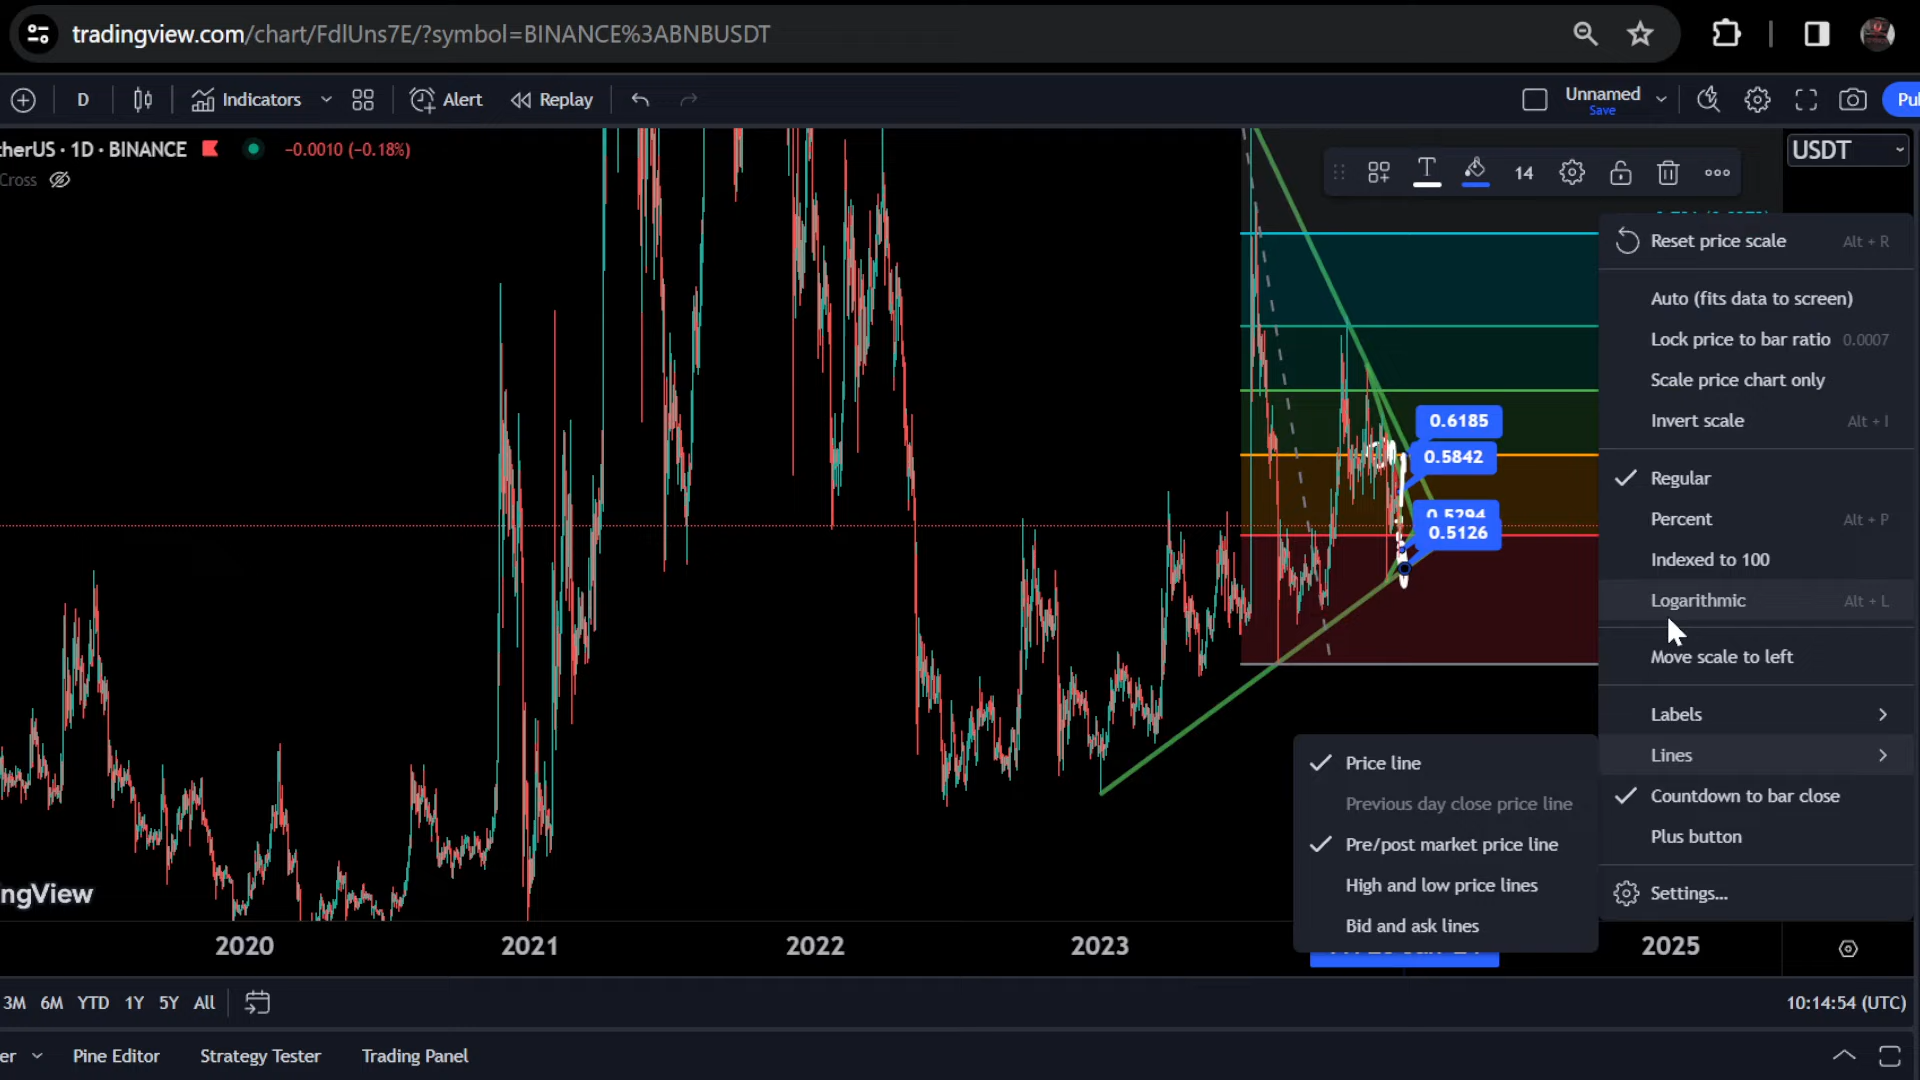 tradingview.com/chart/FdlUns7E/?symbol=BINANCE%3ABNBUSDT
D
Indicators
Alert
Replay
Unnamed
Save
herUS · 1D · BINANCE
-0.0010 (-0.18%)
USDT
Cross
14
Reset price scale Alt + R
Auto (fits data to screen)
Lock price to bar ratio 0.0007
Scale price chart only
Invert scale Alt + I
Regular
Percent Alt + P
Indexed to 100
Logarithmic Alt + L
Move scale to left
Labels
Lines
Countdown to bar close
Plus button
Settings...
0.6185
0.5842
0.5294
0.5126
Price line
Previous day close price line
Pre/post market price line
High and low price lines
Bid and ask lines
ngView
2020
2021
2022
2023
2025
3M 6M YTD 1Y 5Y All
10:14:54 (UTC)
er
Pine Editor
Strategy Tester
Trading Panel